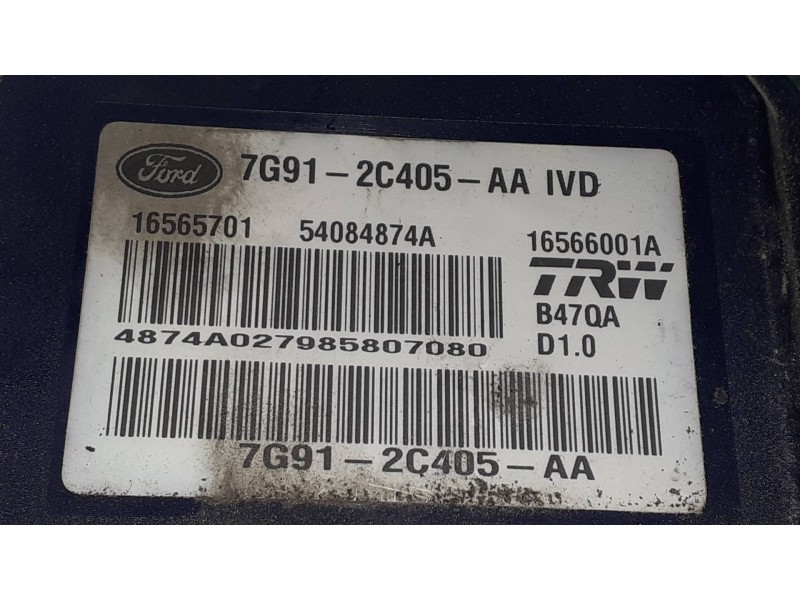 Ford 7G91-2C405-AA IVD
16565701 54084874A 16566001A
TRW
B47QA
4874A027985807080 D1.0
7G91-2C405-AA